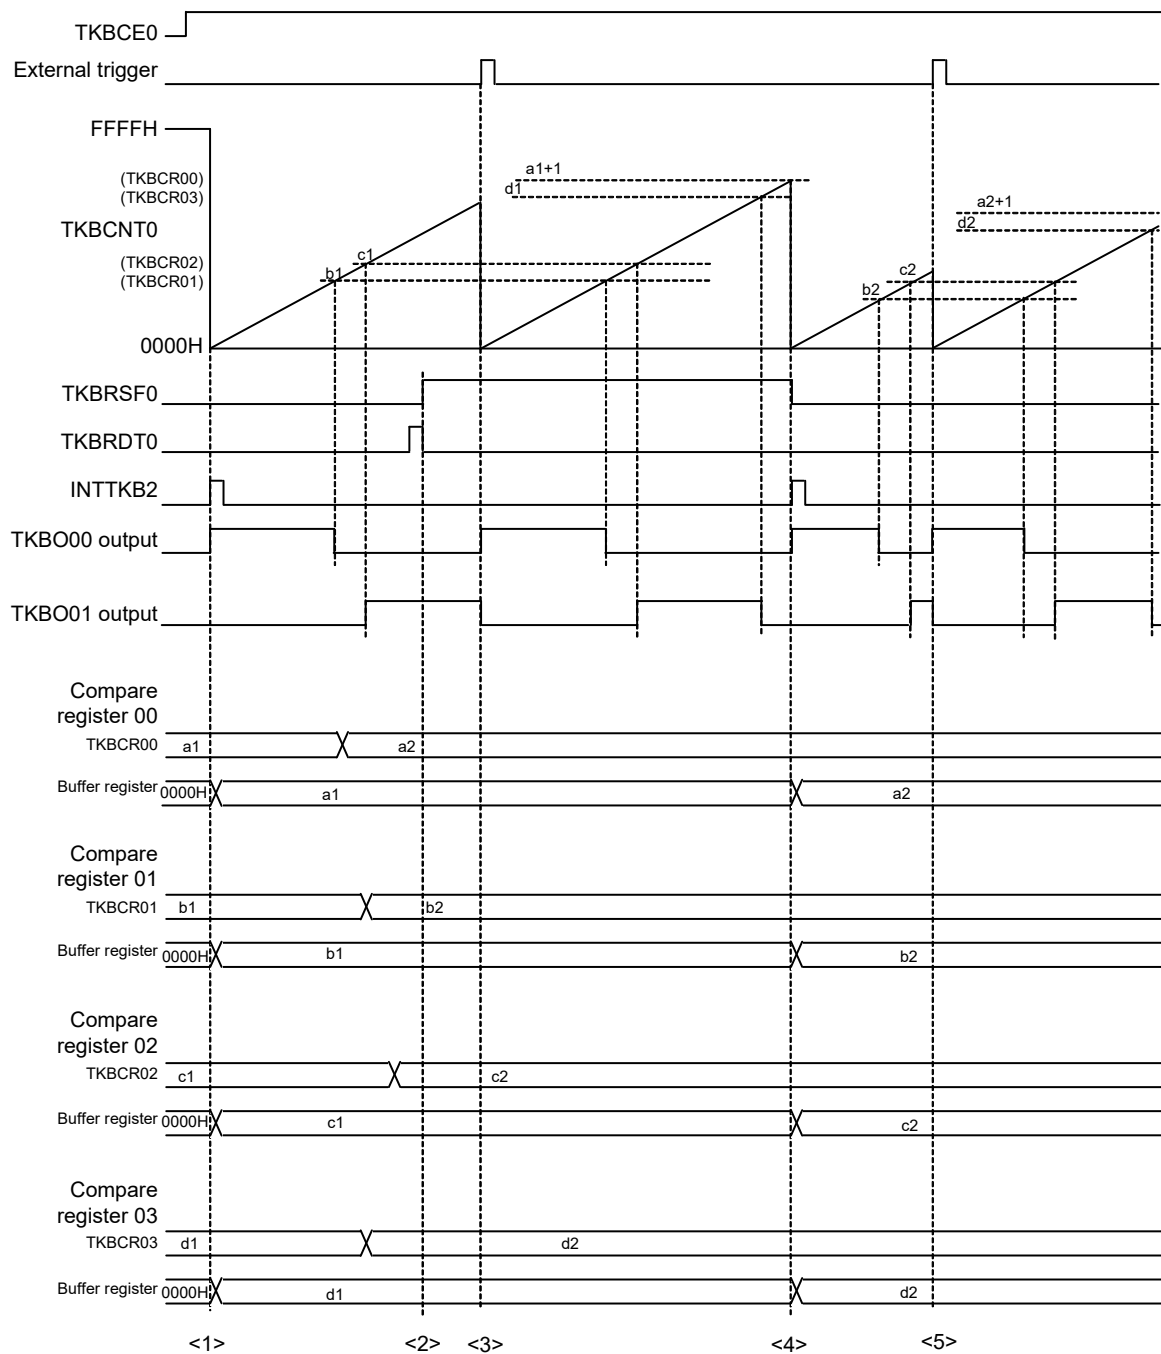 TKBCE0
External trigger
FFFFH
(TKBCR00)
a1+1
(TKBCR03)
d1
a2+1
TKBCNT0
d2
(TKBCR02)
c1
(TKBCR01)
b1
c2
b2
0000H
TKBRSF0
TKBRDT0
INTTKB2
TKBO00 output
TKBO01 output
Compare
register 00
TKBCR00 a1 a2
Buffer register 0000H a1 a2
Compare
register 01
TKBCR01 b1 b2
Buffer register 0000H b1 b2
Compare
register 02
TKBCR02 c1 c2
Buffer register 0000H c1 c2
Compare
register 03
TKBCR03 d1 d2
Buffer register 0000H d1 d2
<1> <2> <3> <4> <5>